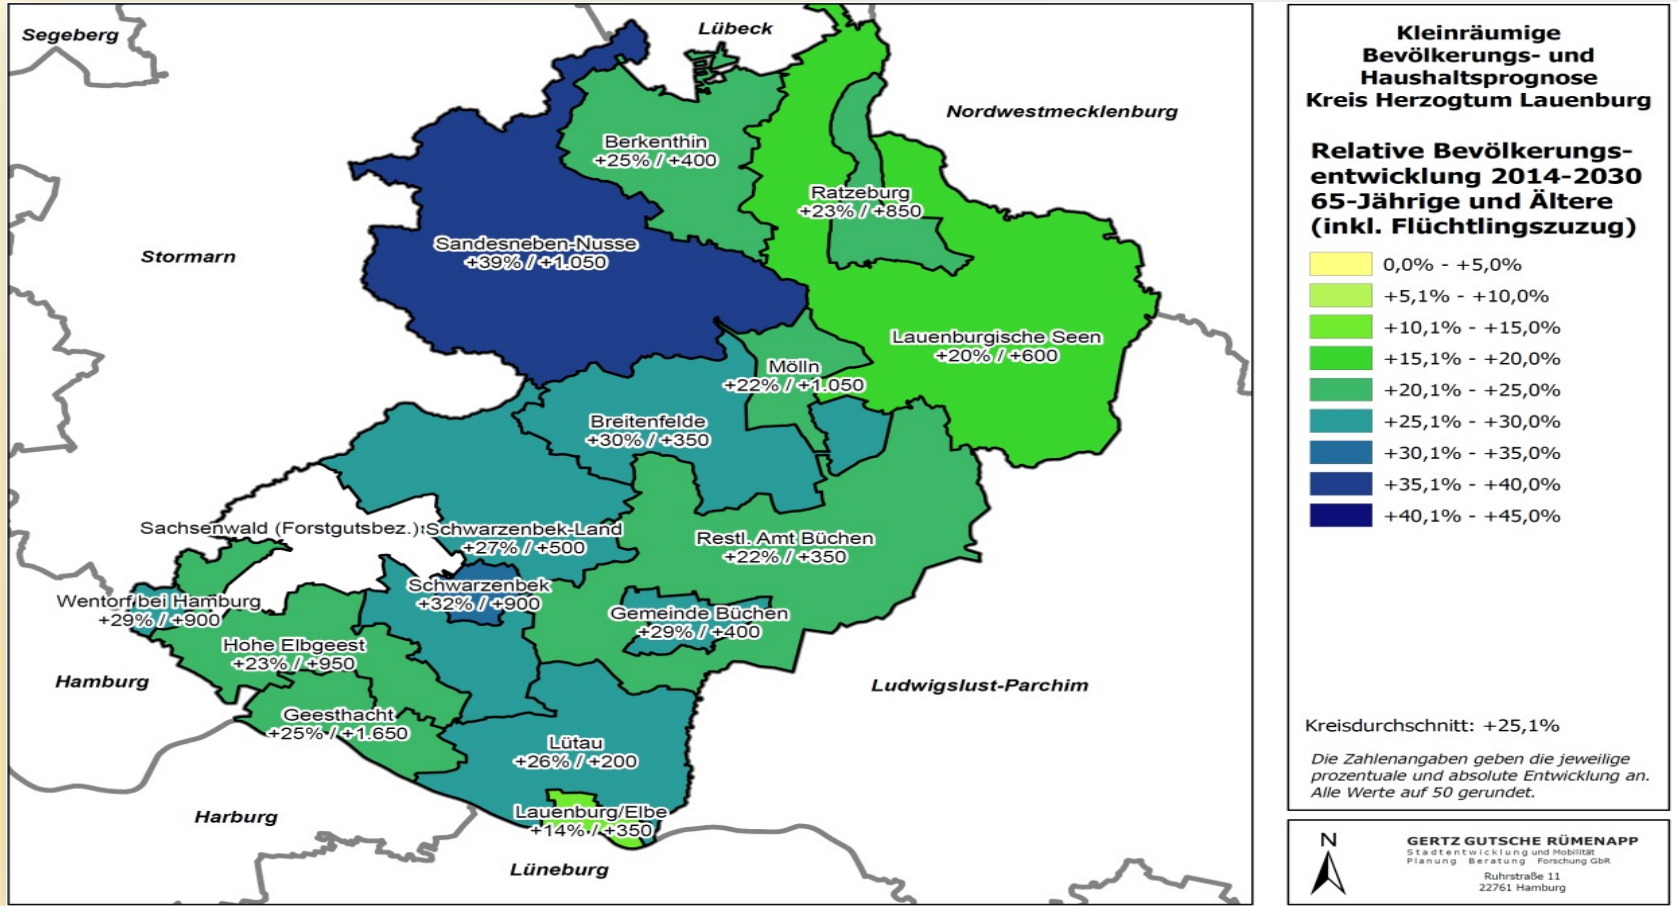 Segeberg
Lübeck
Nordwestmecklenburg
Berkenthin
+25% / +400
Ratzeburg
+23% / +850
Stormarn
Sandesneben-Nusse
+39% / +1.050
Lauenburgische Seen
+20% / +600
Mölln
+22% / +1.050
Breitenfelde
+30% / +350
Sachsenwald (Forstgutsbez.)
Schwarzenbek-Land
+27% / +500
Restl. Amt Büchen
+22% / +350
Schwarzenbek
+32% / +900
Wentorf bei Hamburg
+29% / +900
Gemeinde Büchen
+29% / +400
Hohe Elbgeest
+23% / +950
Hamburg
Ludwigslust-Parchim
Geesthacht
+25% / +1.650
Lütau
+26% / +200
Lauenburg/Elbe
+14% / +350
Harburg
Lüneburg
Kleinräumige
Bevölkerungs- und
Haushaltsprognose
Kreis Herzogtum Lauenburg
Relative Bevölkerungs-
entwicklung 2014-2030
65-Jährige und Ältere
(inkl. Flüchtlingszuzug)
0,0% - +5,0%
+5,1% - +10,0%
+10,1% - +15,0%
+15,1% - +20,0%
+20,1% - +25,0%
+25,1% - +30,0%
+30,1% - +35,0%
+35,1% - +40,0%
+40,1% - +45,0%
Kreisdurchschnitt: +25,1%
Die Zahlenangaben geben die jeweilige
prozentuale und absolute Entwicklung an.
Alle Werte auf 50 gerundet.
N
GERTZ GUTSCHE RÜMENAPP
Stadtentwicklung und Mobilität
Planung Beratung Forschung GbR
Ruhrstraße 11
22761 Hamburg